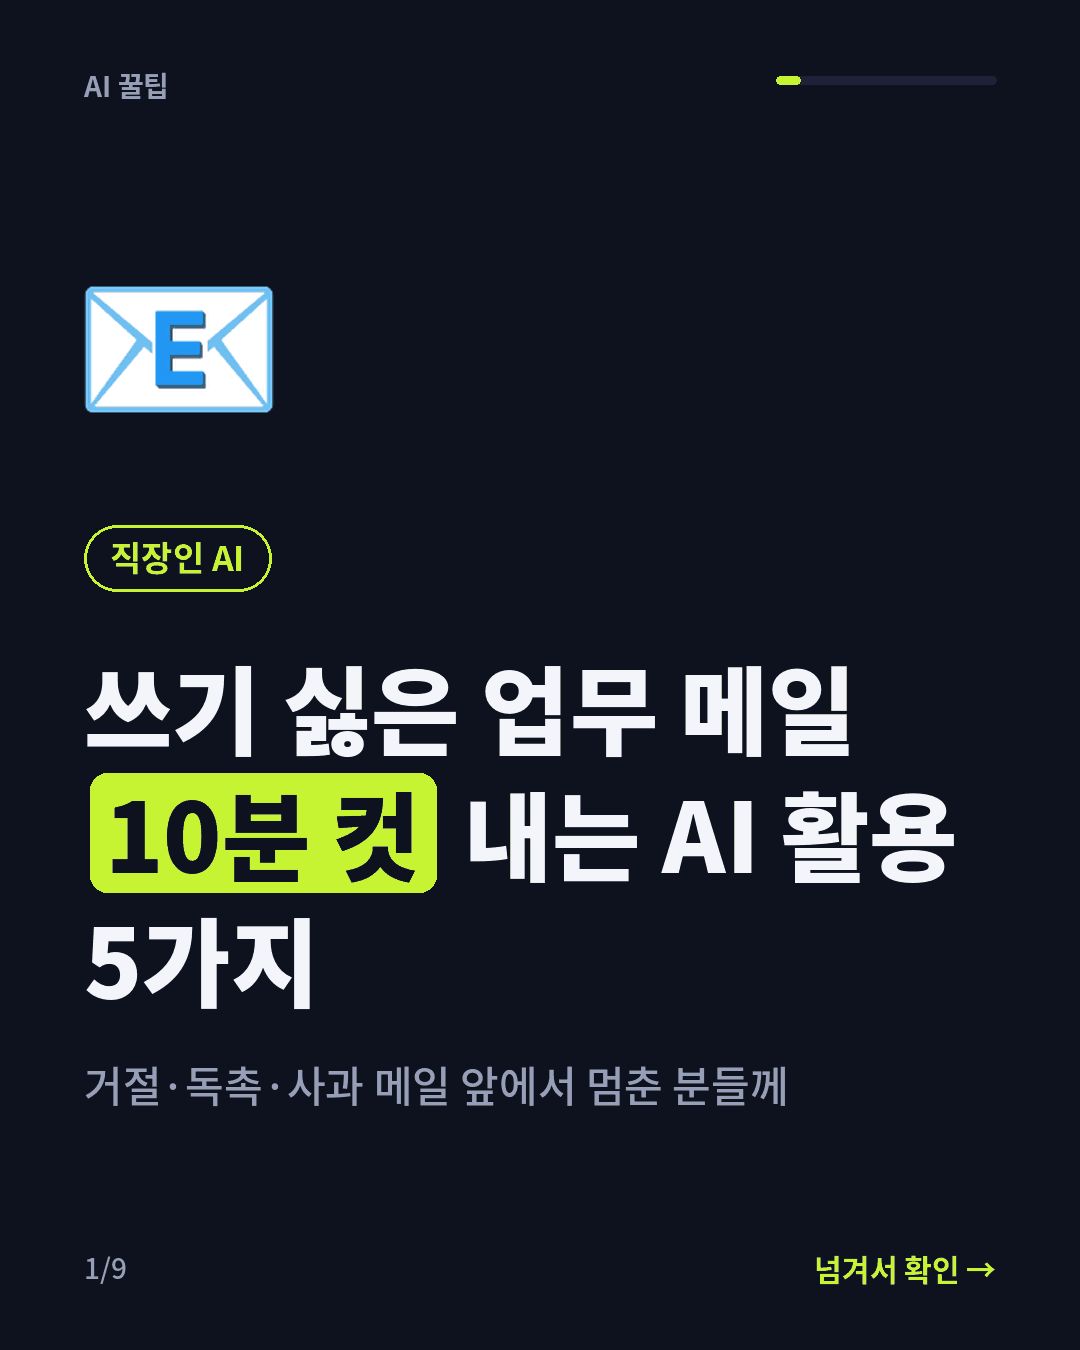 AI 꿀팁
E
직장인 AI
쓰기 싫은 업무 메일
10분 컷 내는 AI 활용
5가지
거절·독촉·사과 메일 앞에서 멈춘 분들께
1/9
넘겨서 확인 →